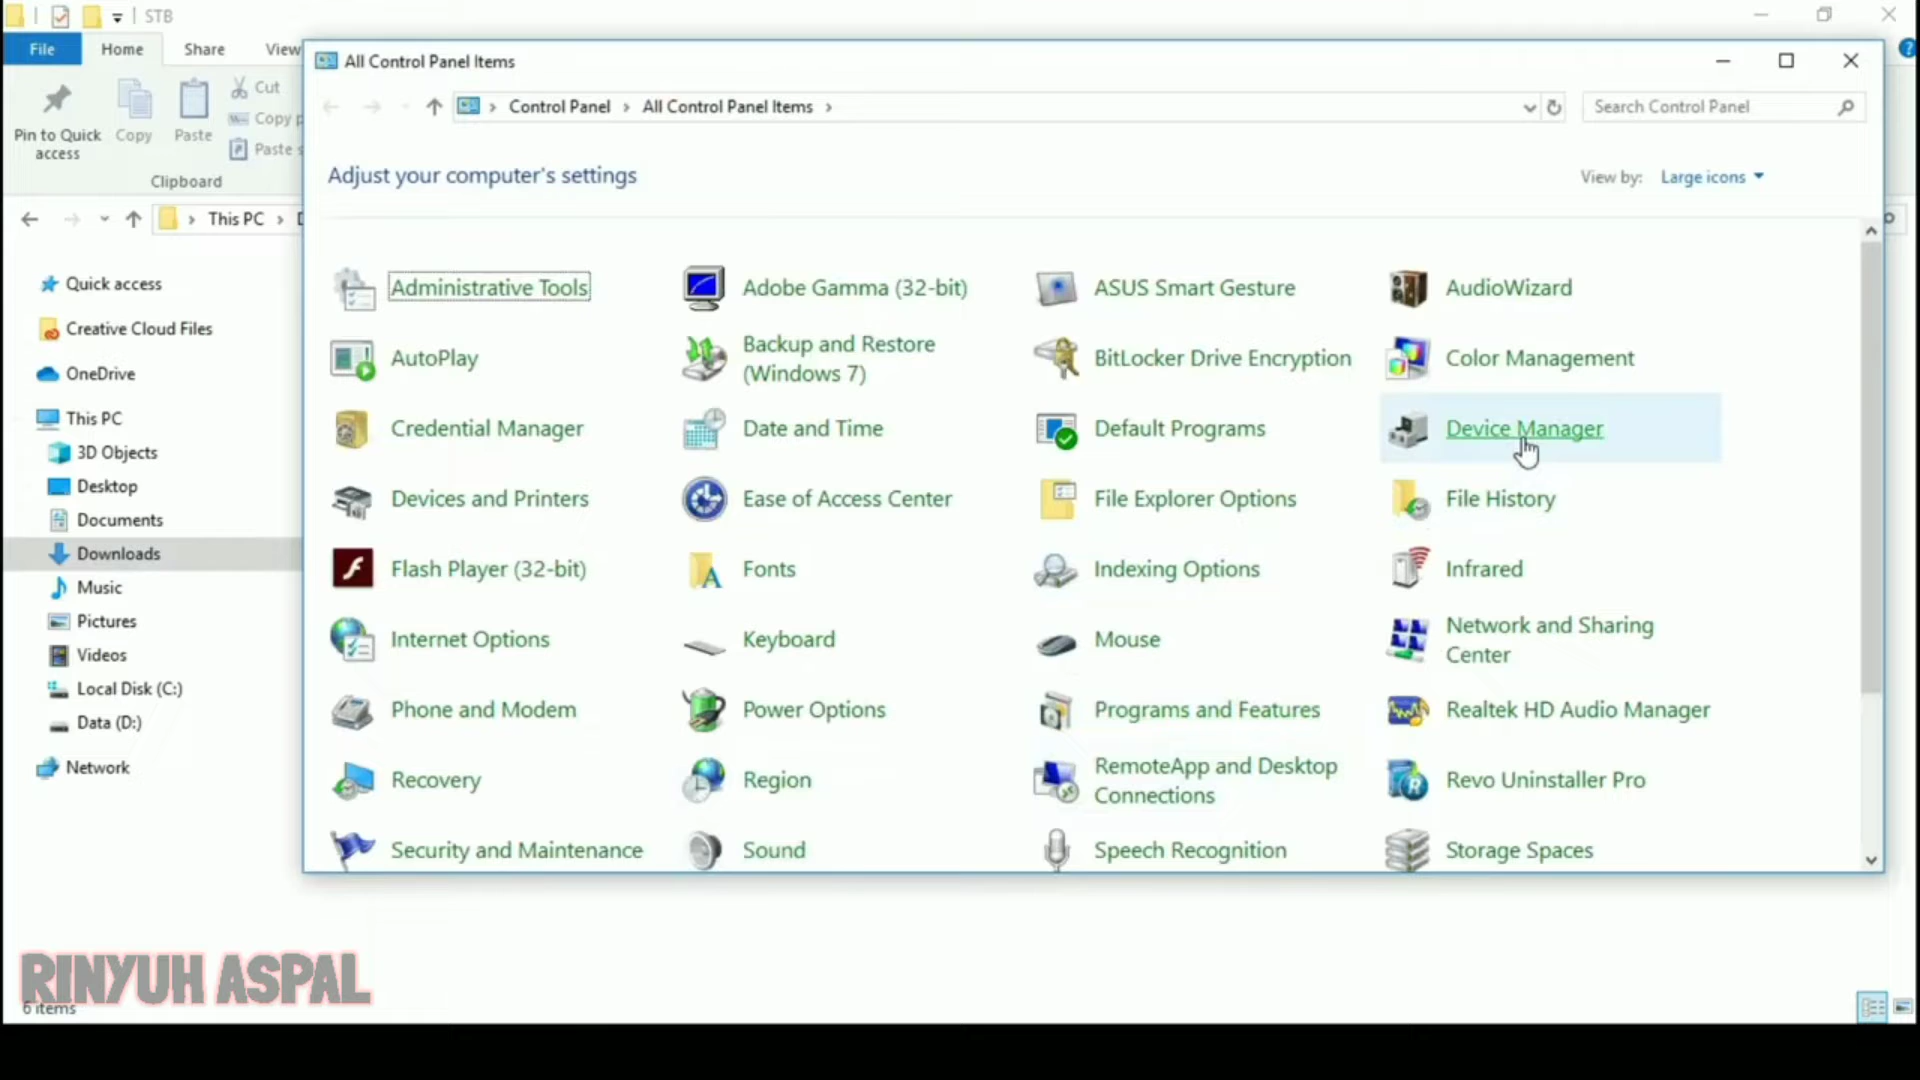 STB
File
Home
Share
View
Pin to Quick
access
Copy
Paste
Cut
Copy p
Paste s
Clipboard
This PC
Quick access
Creative Cloud Files
OneDrive
This PC
3D Objects
Desktop
Documents
Downloads
Music
Pictures
Videos
Local Disk (C:)
Data (D:)
Network
All Control Panel Items
Control Panel
All Control Panel Items
Search Control Panel
Adjust your computer's settings
View by:
Large icons
Administrative Tools
Adobe Gamma (32-bit)
ASUS Smart Gesture
AudioWizard
AutoPlay
Backup and Restore
(Windows 7)
BitLocker Drive Encryption
Color Management
Credential Manager
Date and Time
Default Programs
Device Manager
Devices and Printers
Ease of Access Center
File Explorer Options
File History
Flash Player (32-bit)
Fonts
Indexing Options
Infrared
Internet Options
Keyboard
Mouse
Network and Sharing
Center
Phone and Modem
Power Options
Programs and Features
Realtek HD Audio Manager
Recovery
Region
RemoteApp and Desktop
Connections
Revo Uninstaller Pro
Security and Maintenance
Sound
Speech Recognition
Storage Spaces
RINYUH ASPAL
6 items